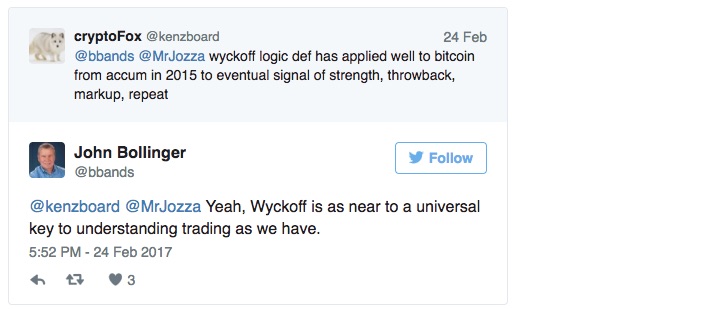 cryptoFox @kenzboard 24 Feb
@bbands @MrJozza wyckoff logic def has applied well to bitcoin
from accum in 2015 to eventual signal of strength, throwback,
markup, repeat
John Bollinger
@bbands
Follow
@kenzboard @MrJozza Yeah, Wyckoff is as near to a universal
key to understanding trading as we have.
5:52 PM - 24 Feb 2017
3